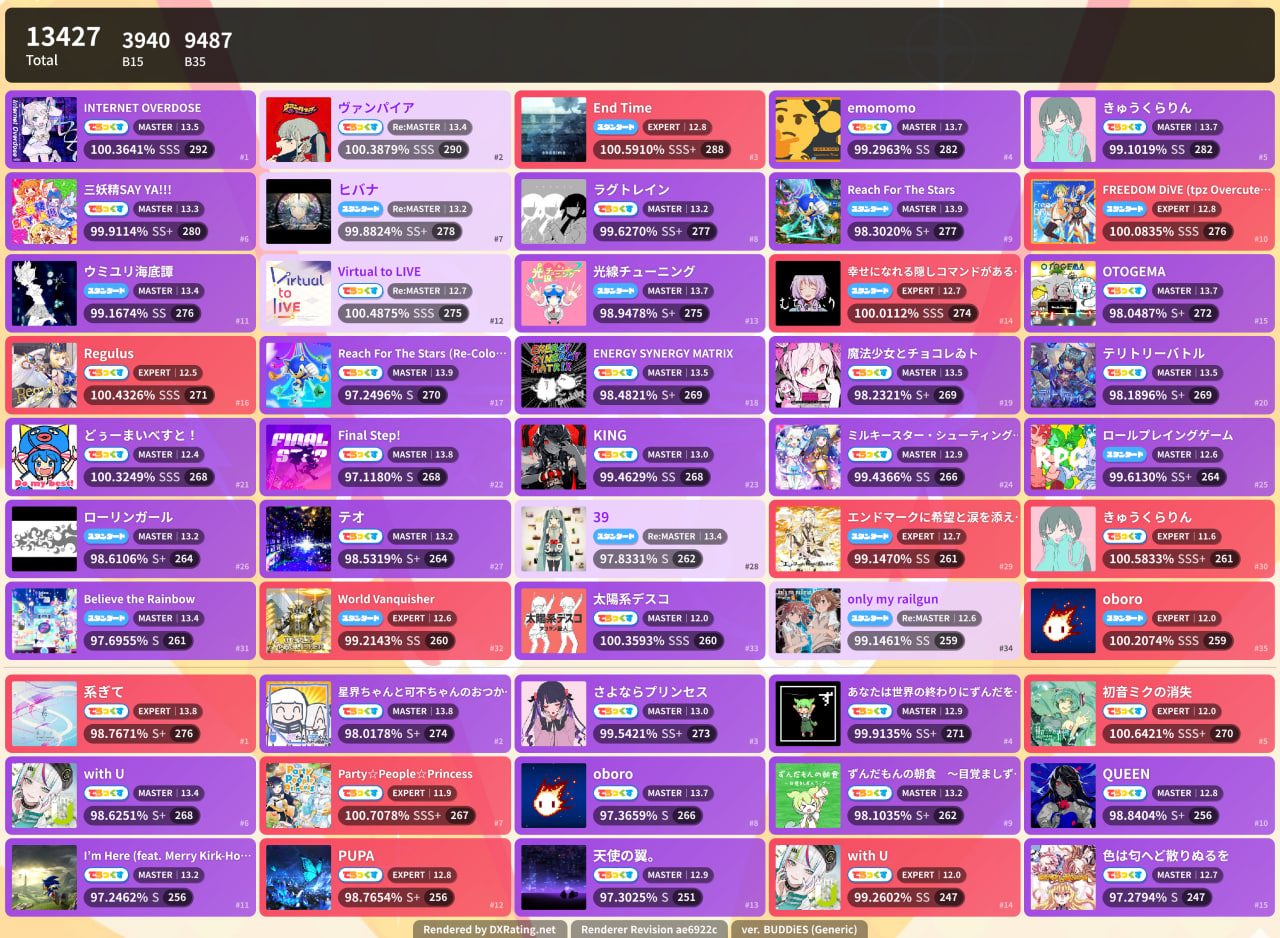 13427
Total
3940
B15
9487
B35
INTERNET OVERDOSE
でらっくす MASTER | 13.5
100.3641% SSS 292
#1
ヴァンパイア
でらっくす Re:MASTER | 13.4
100.3879% SSS 290
#2
End Time
スタンダード EXPERT | 12.8
100.5910% SSS+ 288
#3
emomomo
でらっくす MASTER | 13.7
99.2963% SS 282
#4
きゅうくらりん
でらっくす MASTER | 13.7
99.1019% SS 282
#5
三妖精SAY YA!!!
でらっくす MASTER | 13.3
99.9114% SS+ 280
#6
ヒバナ
スタンダード Re:MASTER | 13.2
99.8824% SS+ 278
#7
ラグトレイン
でらっくす MASTER | 13.2
99.6270% SS+ 277
#8
Reach For The Stars
スタンダード MASTER | 13.9
98.3020% S+ 277
#9
FREEDOM DiVE (tpz Overcute…
スタンダード EXPERT | 12.8
100.0835% SSS 276
#10
ウミユリ海底譚
スタンダード MASTER | 13.4
99.1674% SS 276
#11
Virtual to LIVE
でらっくす Re:MASTER | 12.7
100.4875% SSS 275
#12
光線チューニング
スタンダード MASTER | 13.7
98.9478% S+ 275
#13
幸せになれる隠しコマンドがある…
スタンダード EXPERT | 12.7
100.0112% SSS 274
#14
OTOGEMA
でらっくす MASTER | 13.7
98.0487% S+ 272
#15
Regulus
でらっくす EXPERT | 12.5
100.4326% SSS 271
#16
Reach For The Stars (Re-Colo…
でらっくす MASTER | 13.9
97.2496% S 270
#17
ENERGY SYNERGY MATRIX
でらっくす MASTER | 13.5
98.4821% S+ 269
#18
魔法少女とチョコレゐト
でらっくす MASTER | 13.5
98.2321% S+ 269
#19
テリトリーバトル
でらっくす MASTER | 13.5
98.1896% S+ 269
#20
どぅーまいべすと！
でらっくす MASTER | 12.4
100.3249% SSS 268
#21
Final Step!
でらっくす MASTER | 13.8
97.1180% S 268
#22
KING
でらっくす MASTER | 13.0
99.4629% SS 268
#23
ミルキースター・シューティング…
でらっくす MASTER | 12.9
99.4366% SS 266
#24
ロールプレイングゲーム
スタンダード MASTER | 12.6
99.6130% SS+ 264
#25
ローリンガール
スタンダード MASTER | 13.2
98.6106% S+ 264
#26
テオ
でらっくす MASTER | 13.2
98.5319% S+ 264
#27
39
スタンダード Re:MASTER | 13.4
97.8331% S 262
#28
エンドマークに希望と涙を添え…
スタンダード EXPERT | 12.7
99.1470% SS 261
#29
きゅうくらりん
でらっくす EXPERT | 11.6
100.5833% SSS+ 261
#30
Believe the Rainbow
スタンダード MASTER | 13.4
97.6955% S 261
#31
World Vanquisher
スタンダード EXPERT | 12.6
99.2143% SS 260
#32
太陽系デスコ
でらっくす MASTER | 12.0
100.3593% SSS 260
#33
only my railgun
スタンダード Re:MASTER | 12.6
99.1461% SS 259
#34
oboro
スタンダード EXPERT | 12.0
100.2074% SSS 259
#35
系ぎて
でらっくす EXPERT | 13.8
98.7671% S+ 276
#1
星界ちゃんと可不ちゃんのおつか…
でらっくす MASTER | 13.8
98.0178% S+ 274
#2
さよならプリンセス
でらっくす MASTER | 13.0
99.5421% SS+ 273
#3
あなたは世界の終わりにずんだを…
でらっくす MASTER | 12.9
99.9135% SS+ 271
#4
初音ミクの消失
でらっくす EXPERT | 12.0
100.6421% SSS+ 270
#5
with U
でらっくす MASTER | 13.4
98.6251% S+ 268
#6
Party☆People☆Princess
でらっくす EXPERT | 11.9
100.7078% SSS+ 267
#7
oboro
でらっくす MASTER | 13.7
97.3659% S 266
#8
ずんだもんの朝食　～目覚ましず…
でらっくす MASTER | 13.2
98.1035% S+ 262
#9
QUEEN
でらっくす MASTER | 12.8
98.8404% S+ 256
#10
I'm Here (feat. Merry Kirk-Ho…
でらっくす MASTER | 13.2
97.2462% S 256
#11
PUPA
でらっくす EXPERT | 12.8
98.7654% S+ 256
#12
天使の翼。
でらっくす MASTER | 12.9
97.3025% S 251
#13
with U
でらっくす EXPERT | 12.0
99.2602% SS 247
#14
色は匂へど散りぬるを
でらっくす MASTER | 12.7
97.2794% S 247
#15
Rendered by DXRating.net
Renderer Revision ae6922c
ver. BUDDiES (Generic)